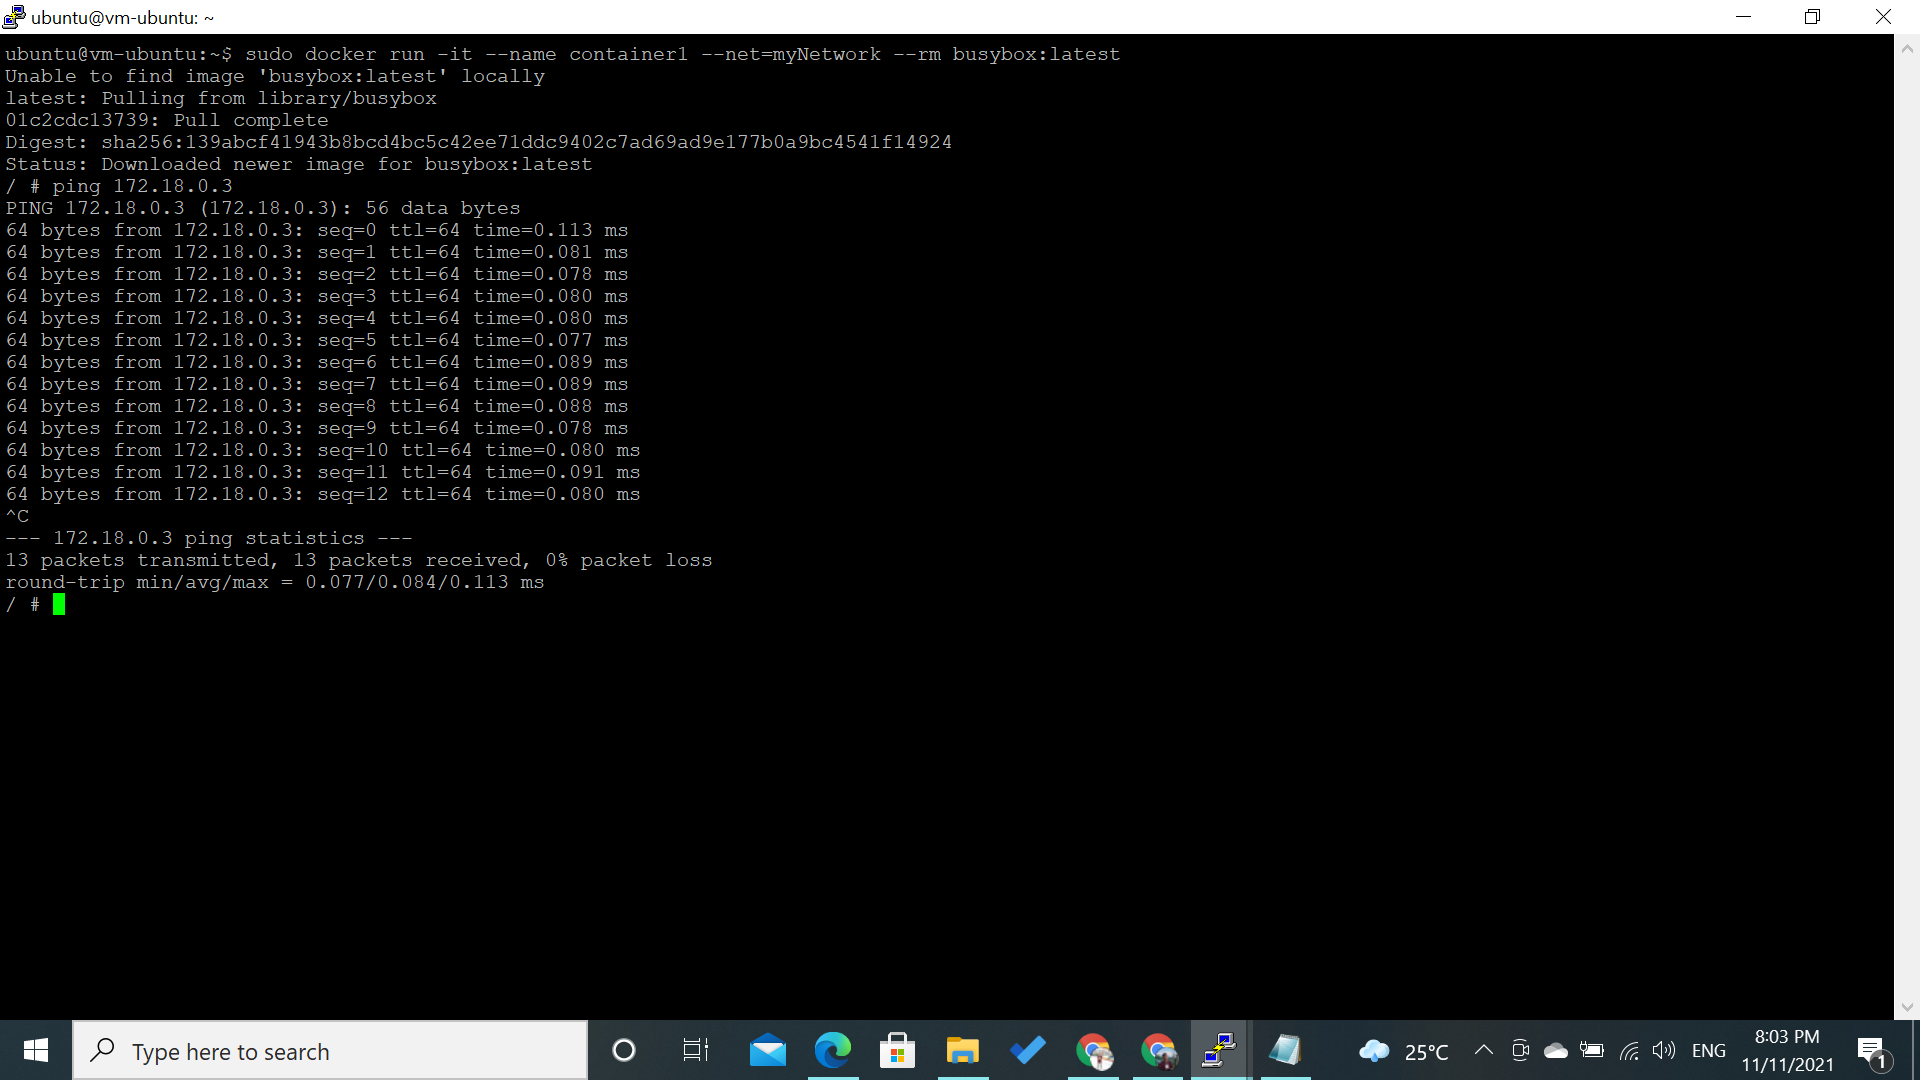 ubuntu@vm-ubuntu: ~
ubuntu@vm-ubuntu:~$ sudo docker run -it --name container1 --net=myNetwork --rm busybox:latest
Unable to find image 'busybox:latest' locally
latest: Pulling from library/busybox
01c2cdc13739: Pull complete
Digest: sha256:139abcf41943b8bcd4bc5c42ee71ddc9402c7ad69ad9e177b0a9bc4541f14924
Status: Downloaded newer image for busybox:latest
/ # ping 172.18.0.3
PING 172.18.0.3 (172.18.0.3): 56 data bytes
64 bytes from 172.18.0.3: seq=0 ttl=64 time=0.113 ms
64 bytes from 172.18.0.3: seq=1 ttl=64 time=0.081 ms
64 bytes from 172.18.0.3: seq=2 ttl=64 time=0.078 ms
64 bytes from 172.18.0.3: seq=3 ttl=64 time=0.080 ms
64 bytes from 172.18.0.3: seq=4 ttl=64 time=0.080 ms
64 bytes from 172.18.0.3: seq=5 ttl=64 time=0.077 ms
64 bytes from 172.18.0.3: seq=6 ttl=64 time=0.089 ms
64 bytes from 172.18.0.3: seq=7 ttl=64 time=0.089 ms
64 bytes from 172.18.0.3: seq=8 ttl=64 time=0.088 ms
64 bytes from 172.18.0.3: seq=9 ttl=64 time=0.078 ms
64 bytes from 172.18.0.3: seq=10 ttl=64 time=0.080 ms
64 bytes from 172.18.0.3: seq=11 ttl=64 time=0.091 ms
64 bytes from 172.18.0.3: seq=12 ttl=64 time=0.080 ms
^C
--- 172.18.0.3 ping statistics ---
13 packets transmitted, 13 packets received, 0% packet loss
round-trip min/avg/max = 0.077/0.084/0.113 ms
/ #
Type here to search
25°C
ENG
8:03 PM
11/11/2021
1